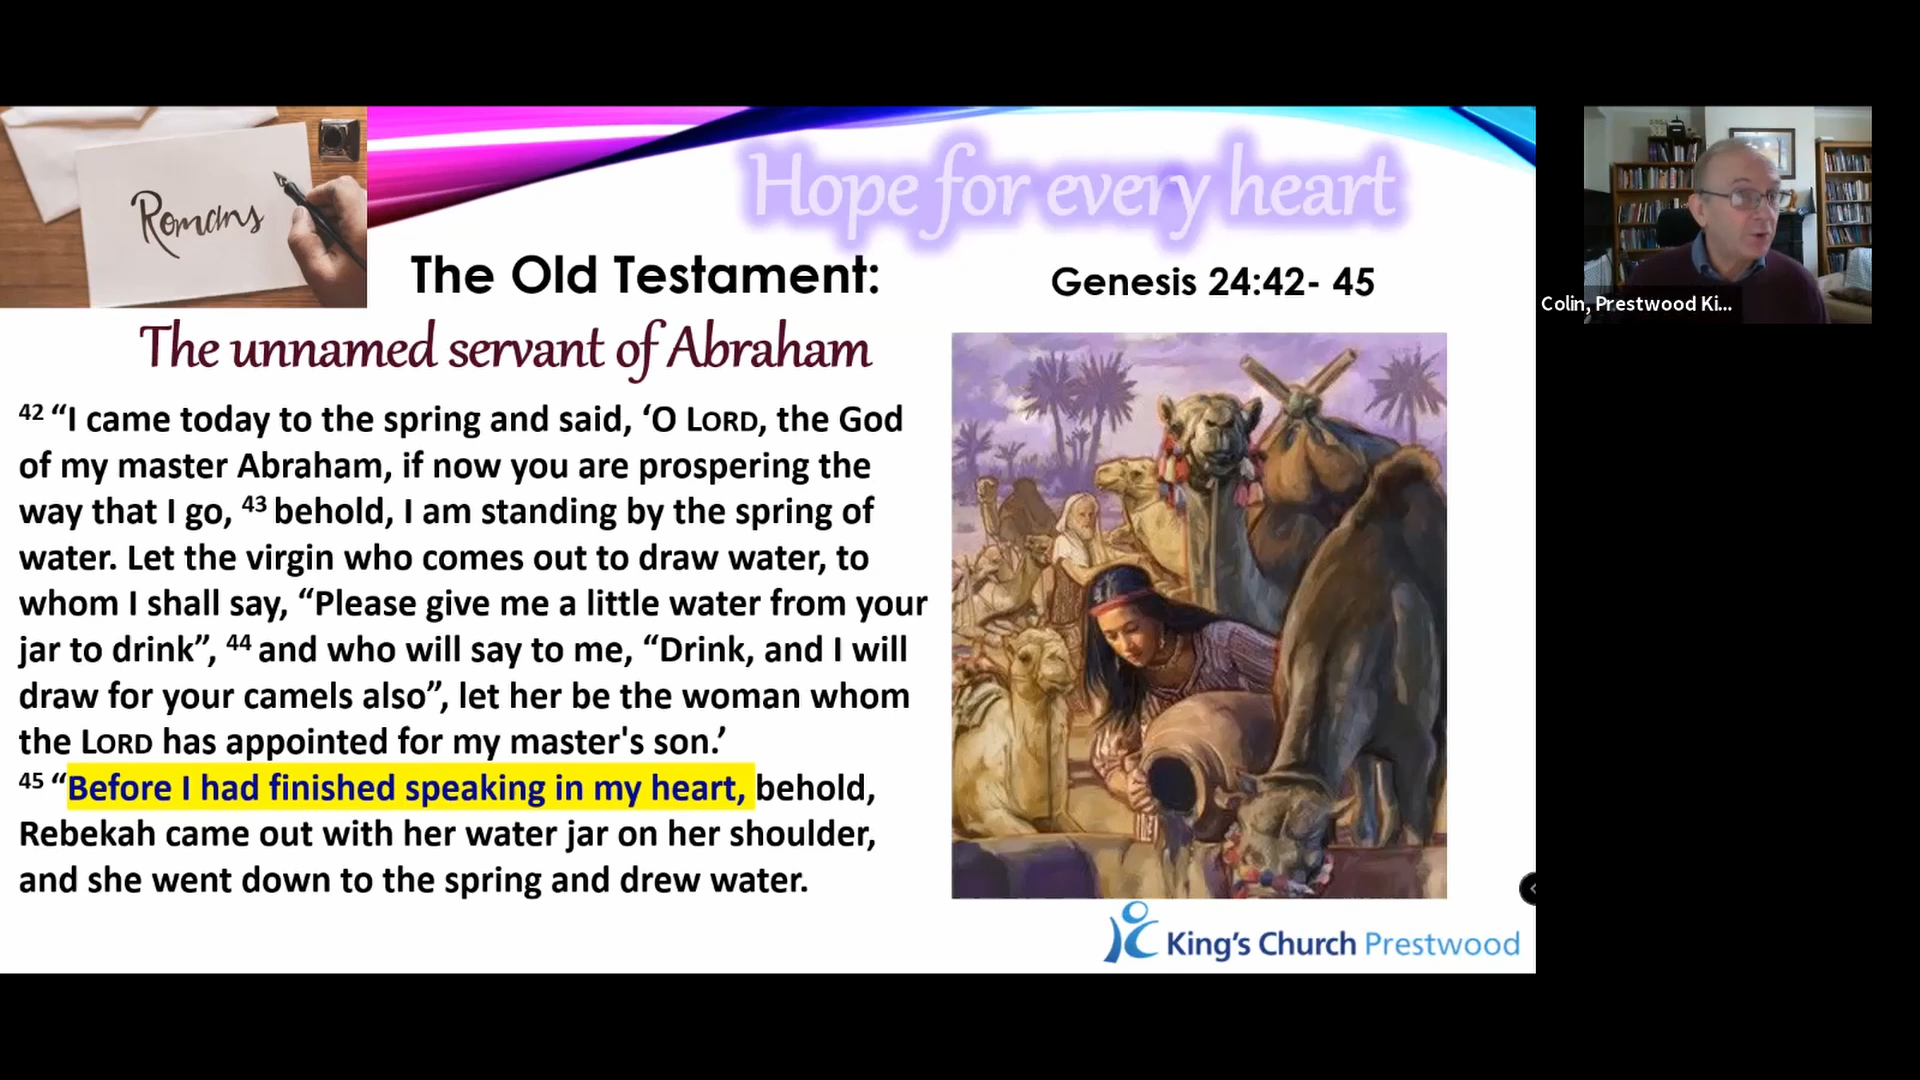 Romans
Hope for every heart
The Old Testament:
Genesis 24:42- 45
The unnamed servant of Abraham
42 “I came today to the spring and said, ‘O LORD, the God
of my master Abraham, if now you are prospering the
way that I go, 43 behold, I am standing by the spring of
water. Let the virgin who comes out to draw water, to
whom I shall say, “Please give me a little water from your
jar to drink”, 44 and who will say to me, “Drink, and I will
draw for your camels also”, let her be the woman whom
the LORD has appointed for my master's son.’
45 “Before I had finished speaking in my heart, behold,
Rebekah came out with her water jar on her shoulder,
and she went down to the spring and drew water.
King's Church Prestwood
Colin, Prestwood Ki...